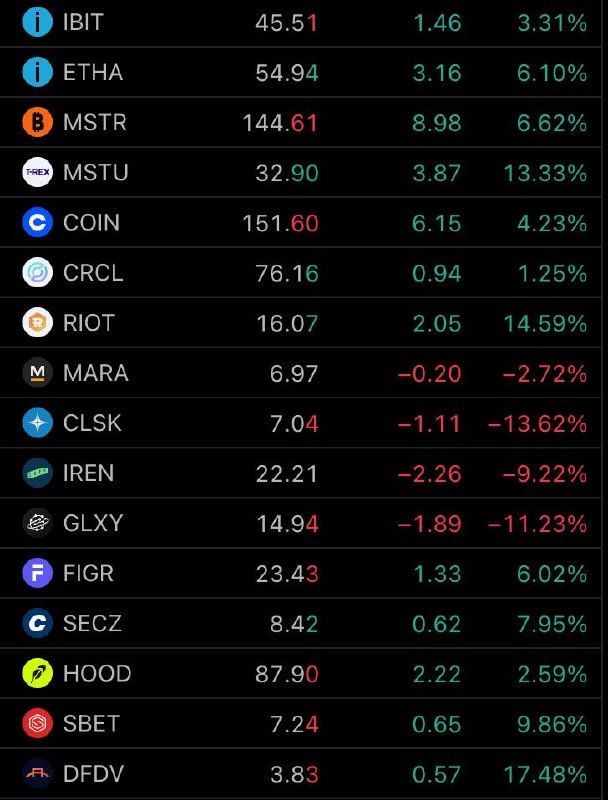 IBIT 45.51 1.46 3.31%
ETHA 54.94 3.16 6.10%
MSTR 144.61 8.98 6.62%
T-REX MSTU 32.90 3.87 13.33%
COIN 151.60 6.15 4.23%
CRCL 76.16 0.94 1.25%
RIOT 16.07 2.05 14.59%
MARA 6.97 −0.20 −2.72%
CLSK 7.04 −1.11 −13.62%
IREN 22.21 −2.26 −9.22%
GLXY 14.94 −1.89 −11.23%
FIGR 23.43 1.33 6.02%
SECZ 8.42 0.62 7.95%
HOOD 87.90 2.22 2.59%
SBET 7.24 0.65 9.86%
DFDV 3.83 0.57 17.48%